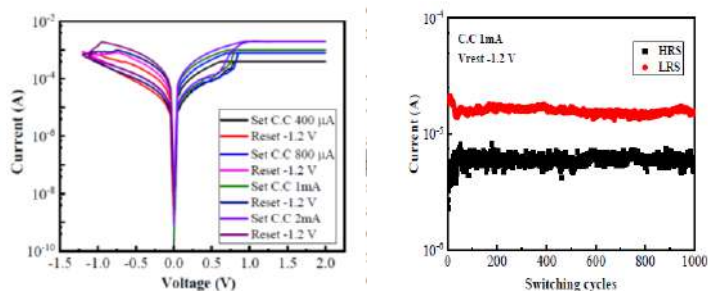 10⁻²
10⁻⁴
10⁻⁶
10⁻⁸
10⁻¹⁰
Current (A)
Set C.C 400 μA
Reset -1.2 V
Set C.C 800 μA
Reset -1.2 V
Set C.C 1mA
Reset -1.2 V
Set C.C 2mA
Reset -1.2 V
-1.5 -1.0 -0.5 0.0 0.5 1.0 1.5 2.0
Voltage (V)
10⁻⁴
10⁻⁵
10⁻⁶
Current (A)
C.C 1mA
Vrest -1.2 V
HRS
LRS
0 200 400 600 800 1000
Switching cycles